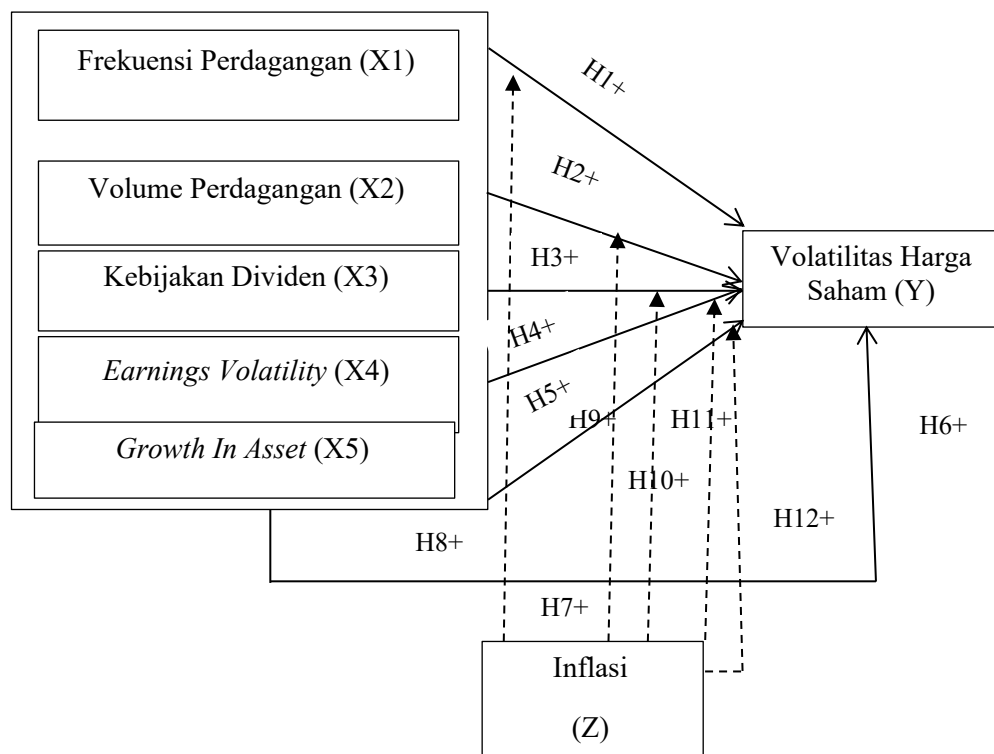 Frekuensi Perdagangan (X1)
H1+
H2+
Volume Perdagangan (X2)
Volatilitas Harga
Saham (Y)
H3+
Kebijakan Dividen (X3)
H4+
Earnings Volatility (X4)
H5+
H9+
H11+
H6+
Growth In Asset (X5)
H10+
H12+
H8+
H7+
Inflasi
(Z)